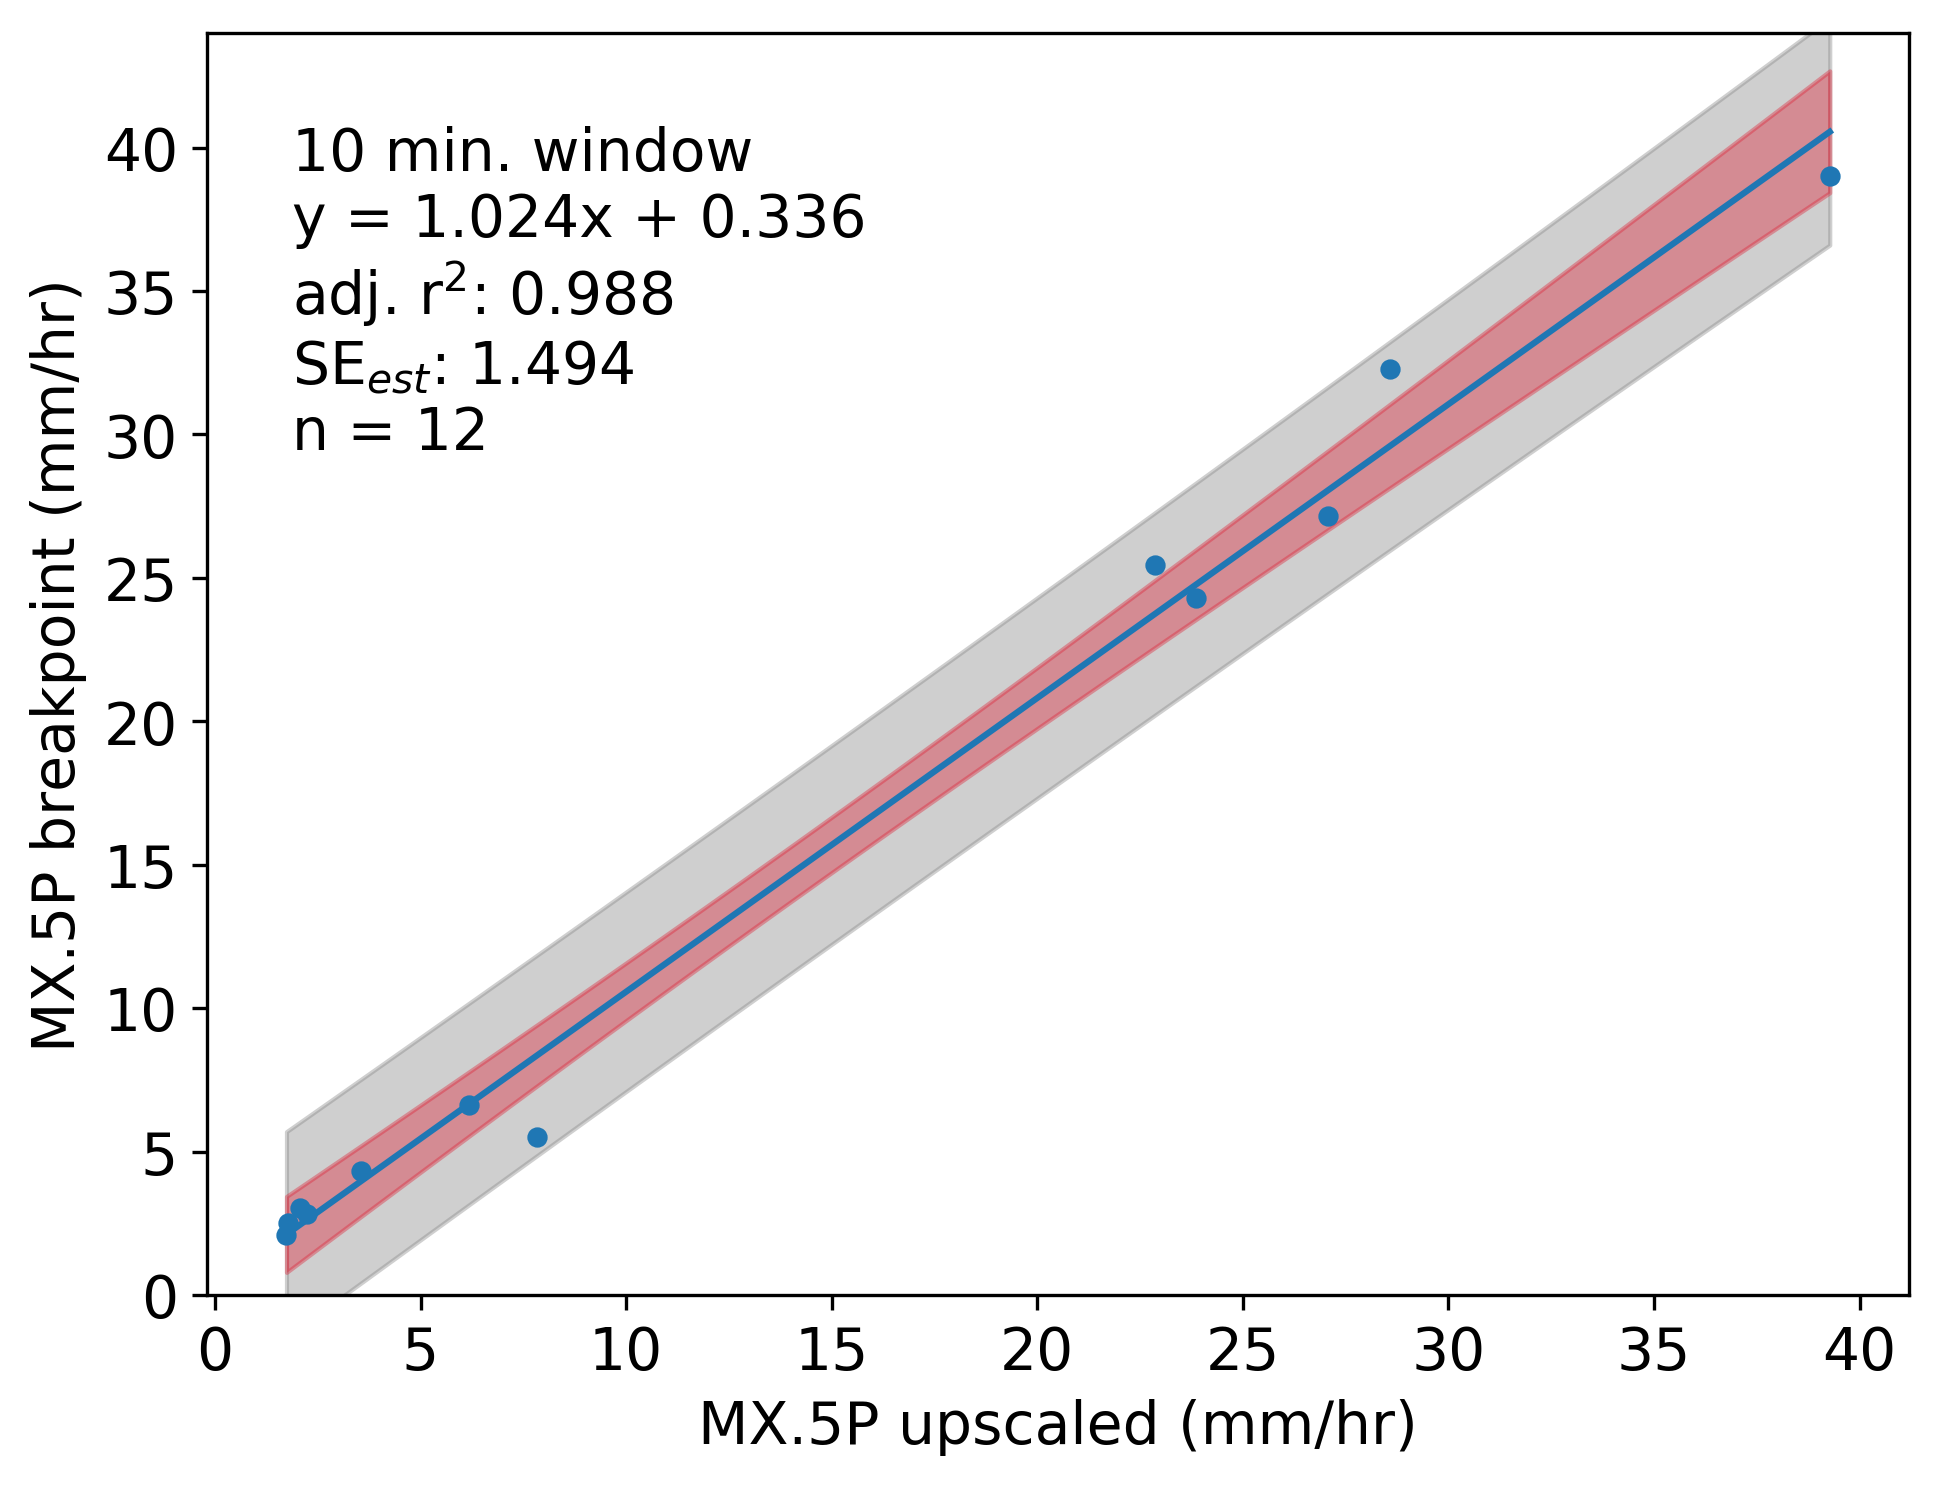 10 min. window
y = 1.024x + 0.336
adj. r²: 0.988
SEest: 1.494
n = 12
MX.5P breakpoint (mm/hr)
40
35
30
25
20
15
10
5
0
0 5 10 15 20 25 30 35 40
MX.5P upscaled (mm/hr)